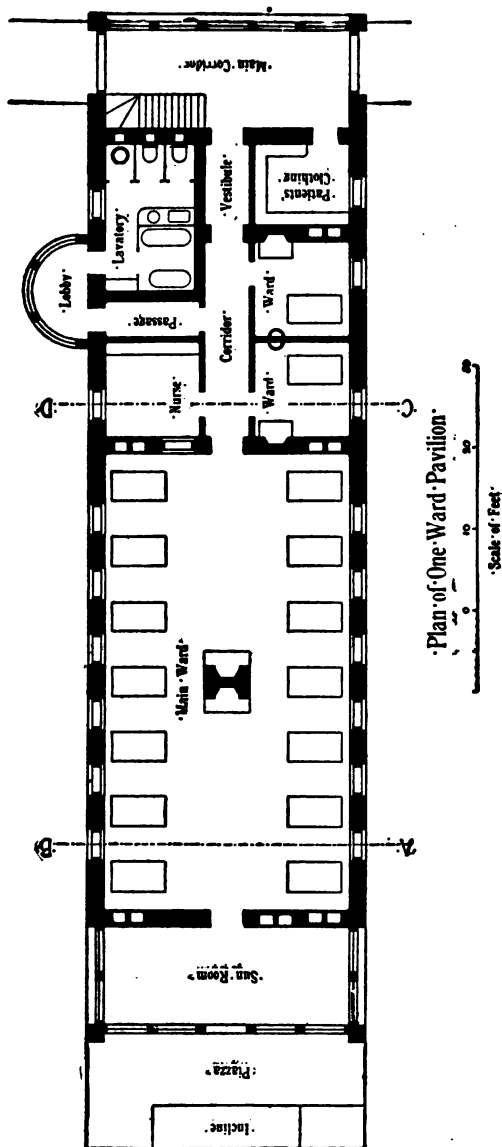 Main Corridor
Patients'
Clothing
Vestibule
Lavatory
Lobby
Passage
Corridor
Ward
Ward
Nurse
D
C
Main Ward
B
A
Sun Room
Piazza
Incline
Plan of One Ward Pavilion
0 10 20 30
Scale of Feet